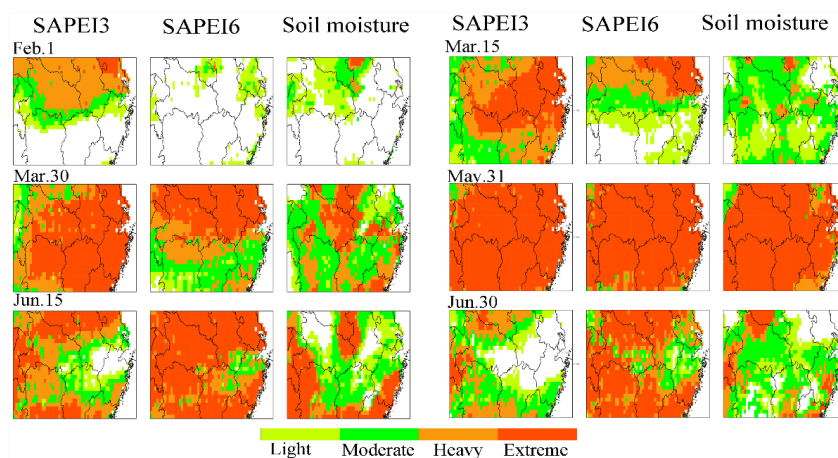 SAPEI3 SAPEI6 Soil moisture SAPEI3 SAPEI6 Soil moisture
Feb.1 Mar.15
Mar.30 May.31
Jun.15 Jun.30
Light Moderate Heavy Extreme